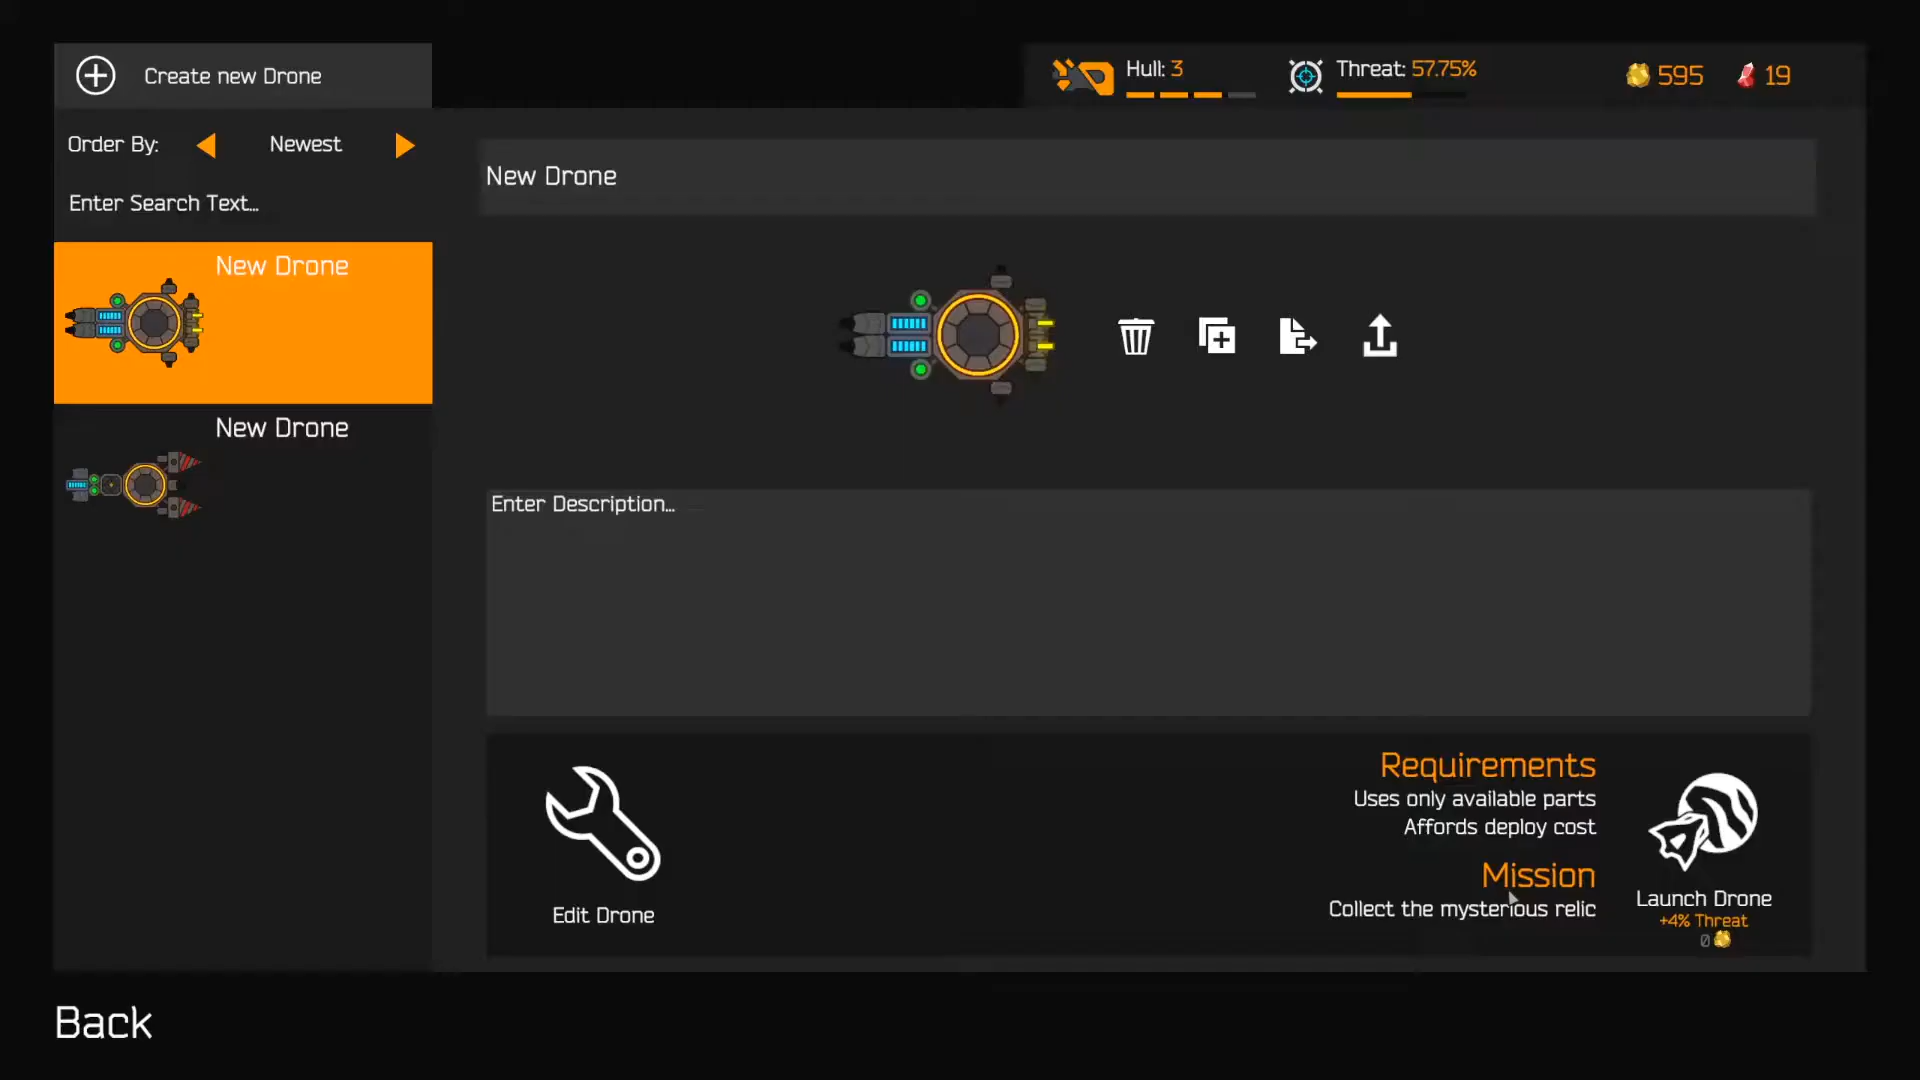 Create new Drone
Hull: 3
Threat: 57.75%
595
19
Order By:
Newest
Enter Search Text...
New Drone
New Drone
New Drone
Enter Description...
Edit Drone
Requirements
Uses only available parts
Affords deploy cost
Mission
Collect the mysterious relic
Launch Drone
+4% Threat
0
Back